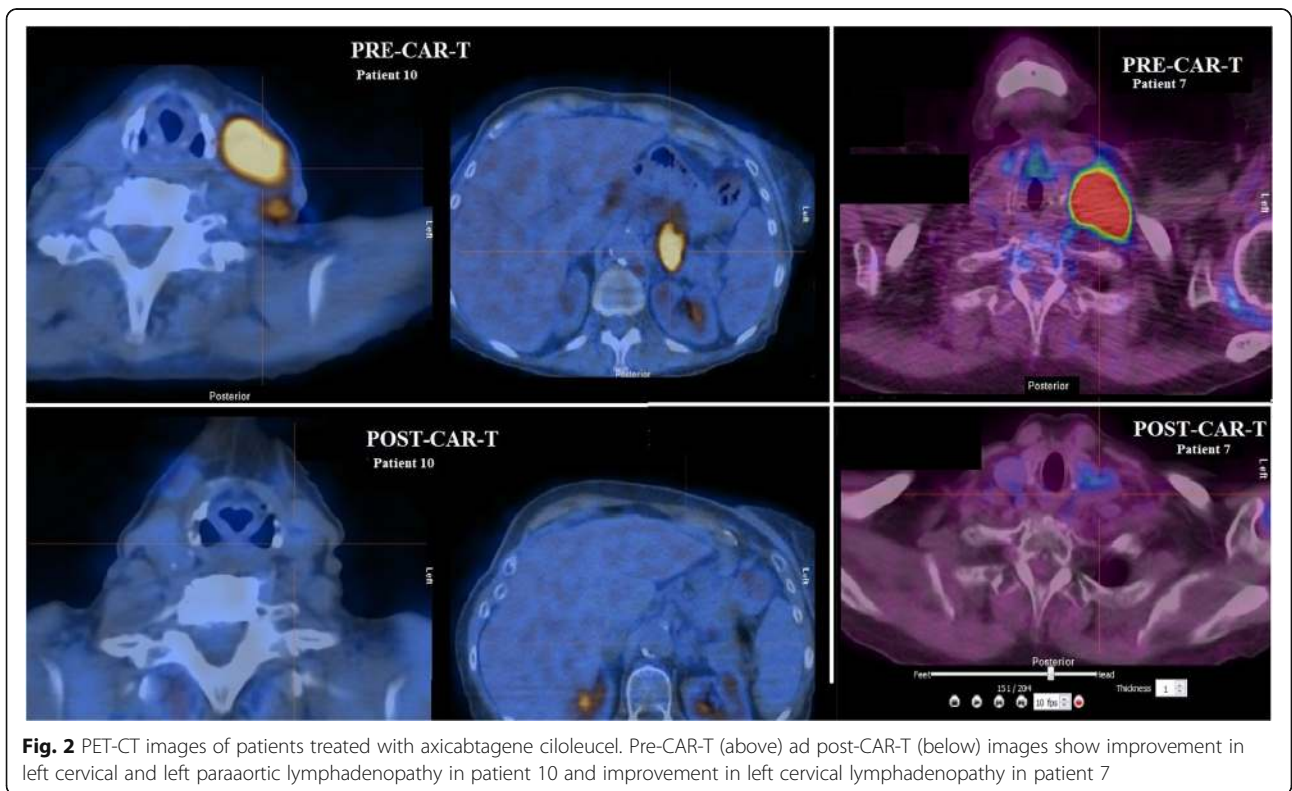 PRE-CAR-T
Patient 10
Left
Left
Posterior
Posterior
PRE-CAR-T
Patient 7
Left
Posterior
POST-CAR-T
Patient 10
Left
Left
POST-CAR-T
Patient 7
Left
Posterior
Feet
Head
151 / 204
Thickness
1
10 fps
Fig. 2 PET-CT images of patients treated with axicabtagene ciloleucel. Pre-CAR-T (above) ad post-CAR-T (below) images show improvement in
left cervical and left paraaortic lymphadenopathy in patient 10 and improvement in left cervical lymphadenopathy in patient 7